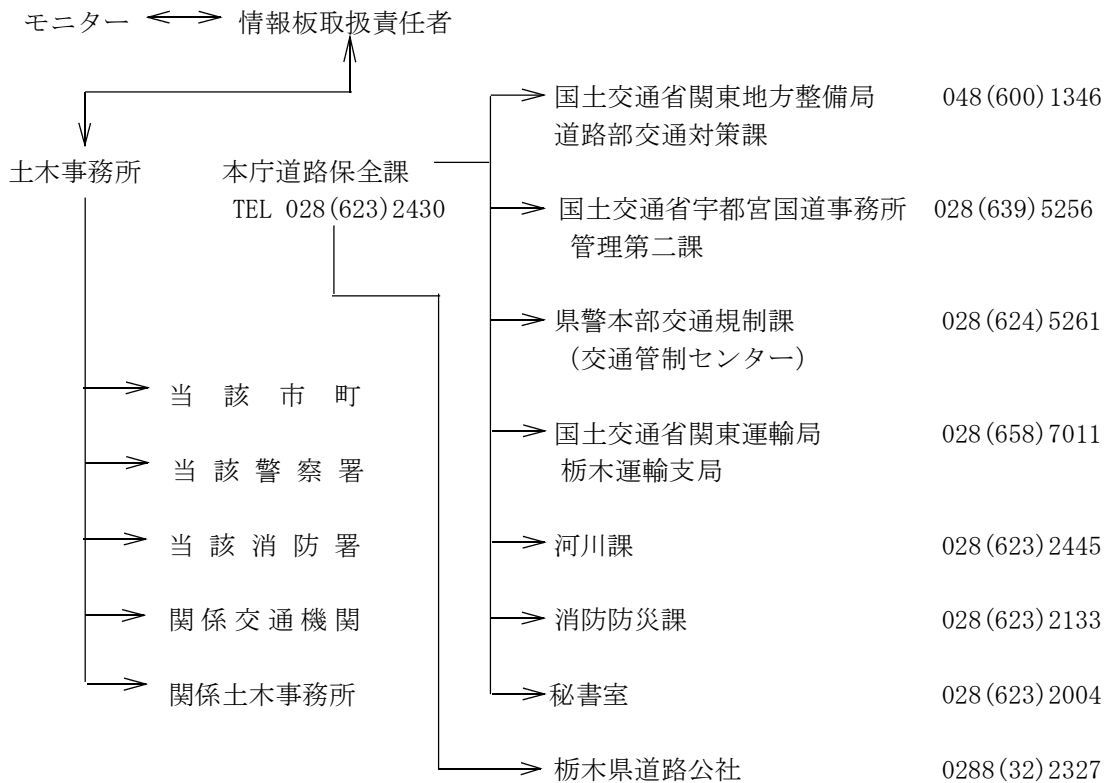 モニター 情報板取扱責任者
国土交通省関東地方整備局 048(600)1346
道路部交通対策課
土木事務所 本庁道路保全課
TEL 028(623)2430
国土交通省宇都宮国道事務所 028(639)5256
管理第二課
県警本部交通規制課 028(624)5261
(交通管制センター)
当該市町
国土交通省関東運輸局 028(658)7011
栃木運輸支局
当該警察署
当該消防署
河川課 028(623)2445
関係交通機関
消防防災課 028(623)2133
関係土木事務所
秘書室 028(623)2004
栃木県道路公社 0288(32)2327